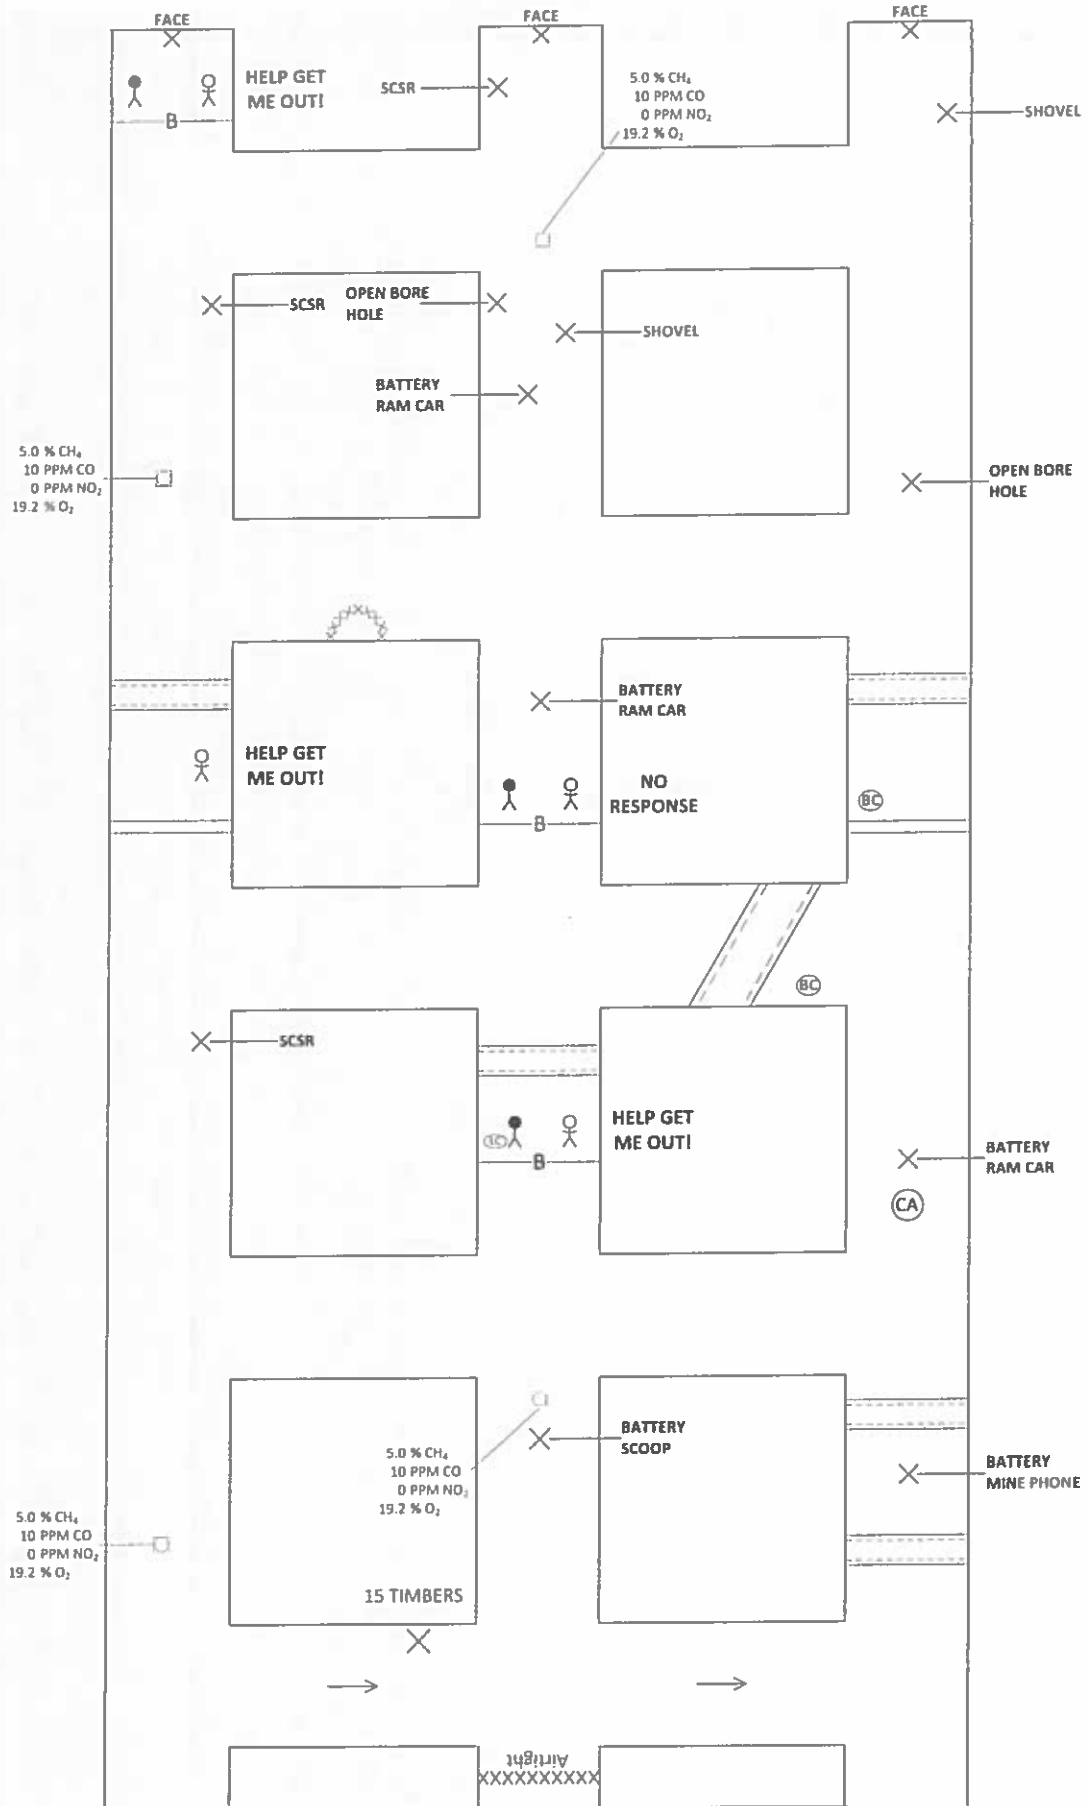 FACE
FACE
FACE
HELP GET
ME OUT!
B
SCSR
5.0 % CH₄
10 PPM CO
0 PPM NO₂
19.2 % O₂
SHOVEL
SCSR
OPEN BORE
HOLE
SHOVEL
BATTERY
RAM CAR
5.0 % CH₄
10 PPM CO
0 PPM NO₂
19.2 % O₂
OPEN BORE
HOLE
BATTERY
RAM CAR
HELP GET
ME OUT!
NO
RESPONSE
BC
B
BC
SCSR
HELP GET
ME OUT!
B
BATTERY
RAM CAR
CA
BATTERY
SCOOP
5.0 % CH₄
10 PPM CO
0 PPM NO₂
19.2 % O₂
BATTERY
MINE PHONE
5.0 % CH₄
10 PPM CO
0 PPM NO₂
19.2 % O₂
15 TIMBERS
Airtight
XXXXXXXXXX